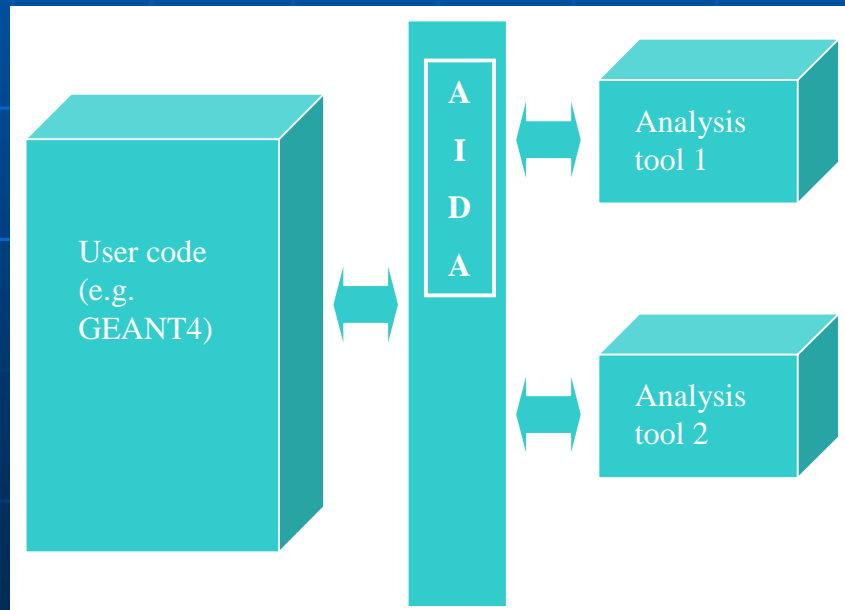 User code
(e.g.
GEANT4)
A
I
D
A
Analysis
tool 1
Analysis
tool 2